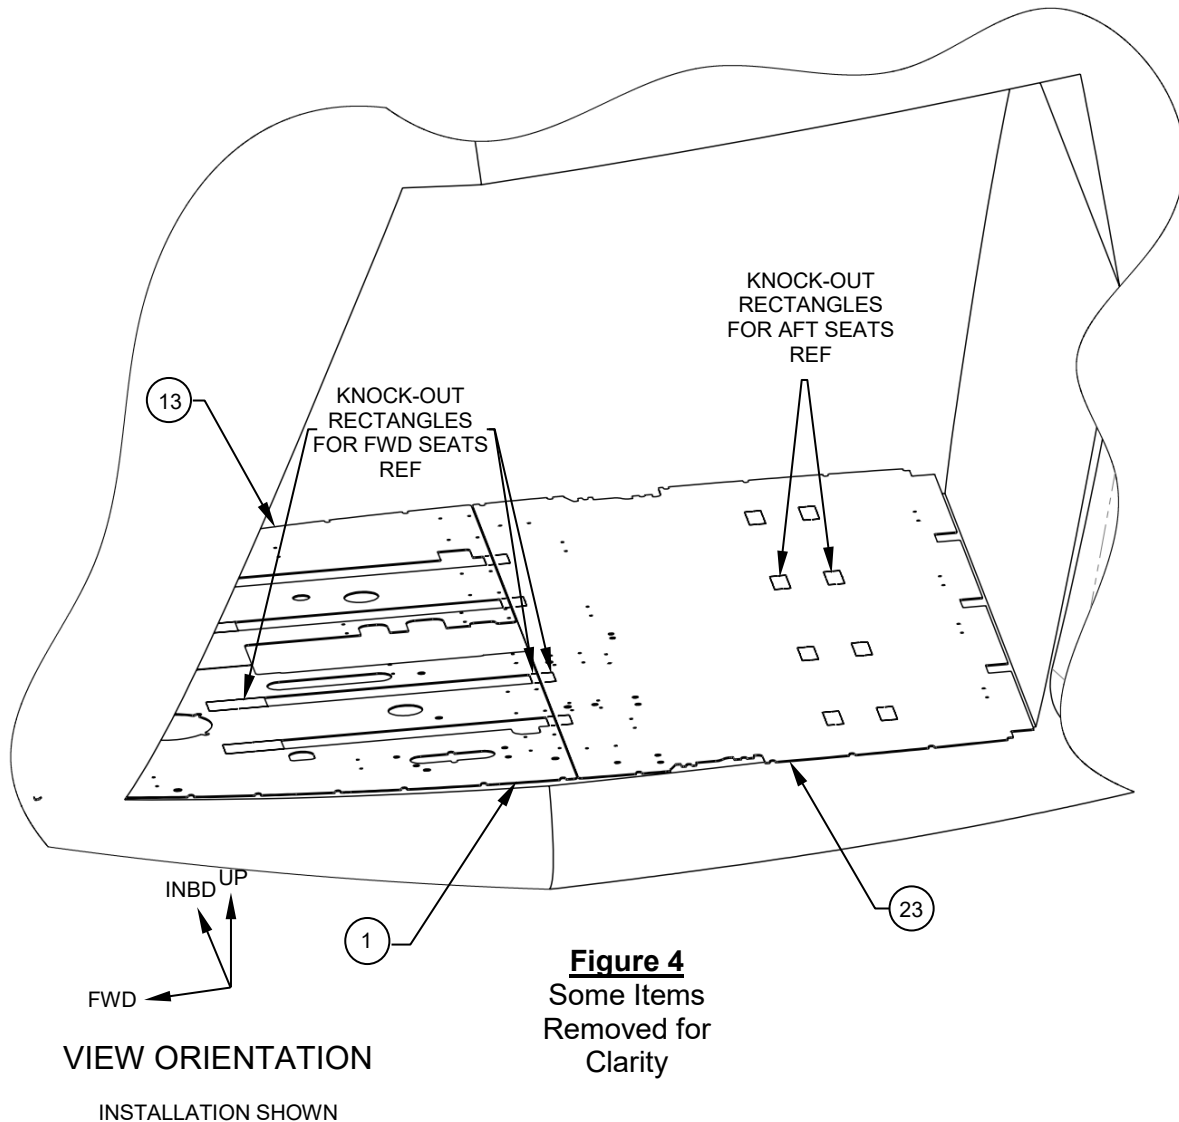 KNOCK-OUT
RECTANGLES
FOR AFT SEATS
REF
13
KNOCK-OUT
RECTANGLES
FOR FWD SEATS
REF
INBD
UP
FWD
1
23
Figure 4
Some Items
Removed for
Clarity
VIEW ORIENTATION
INSTALLATION SHOWN